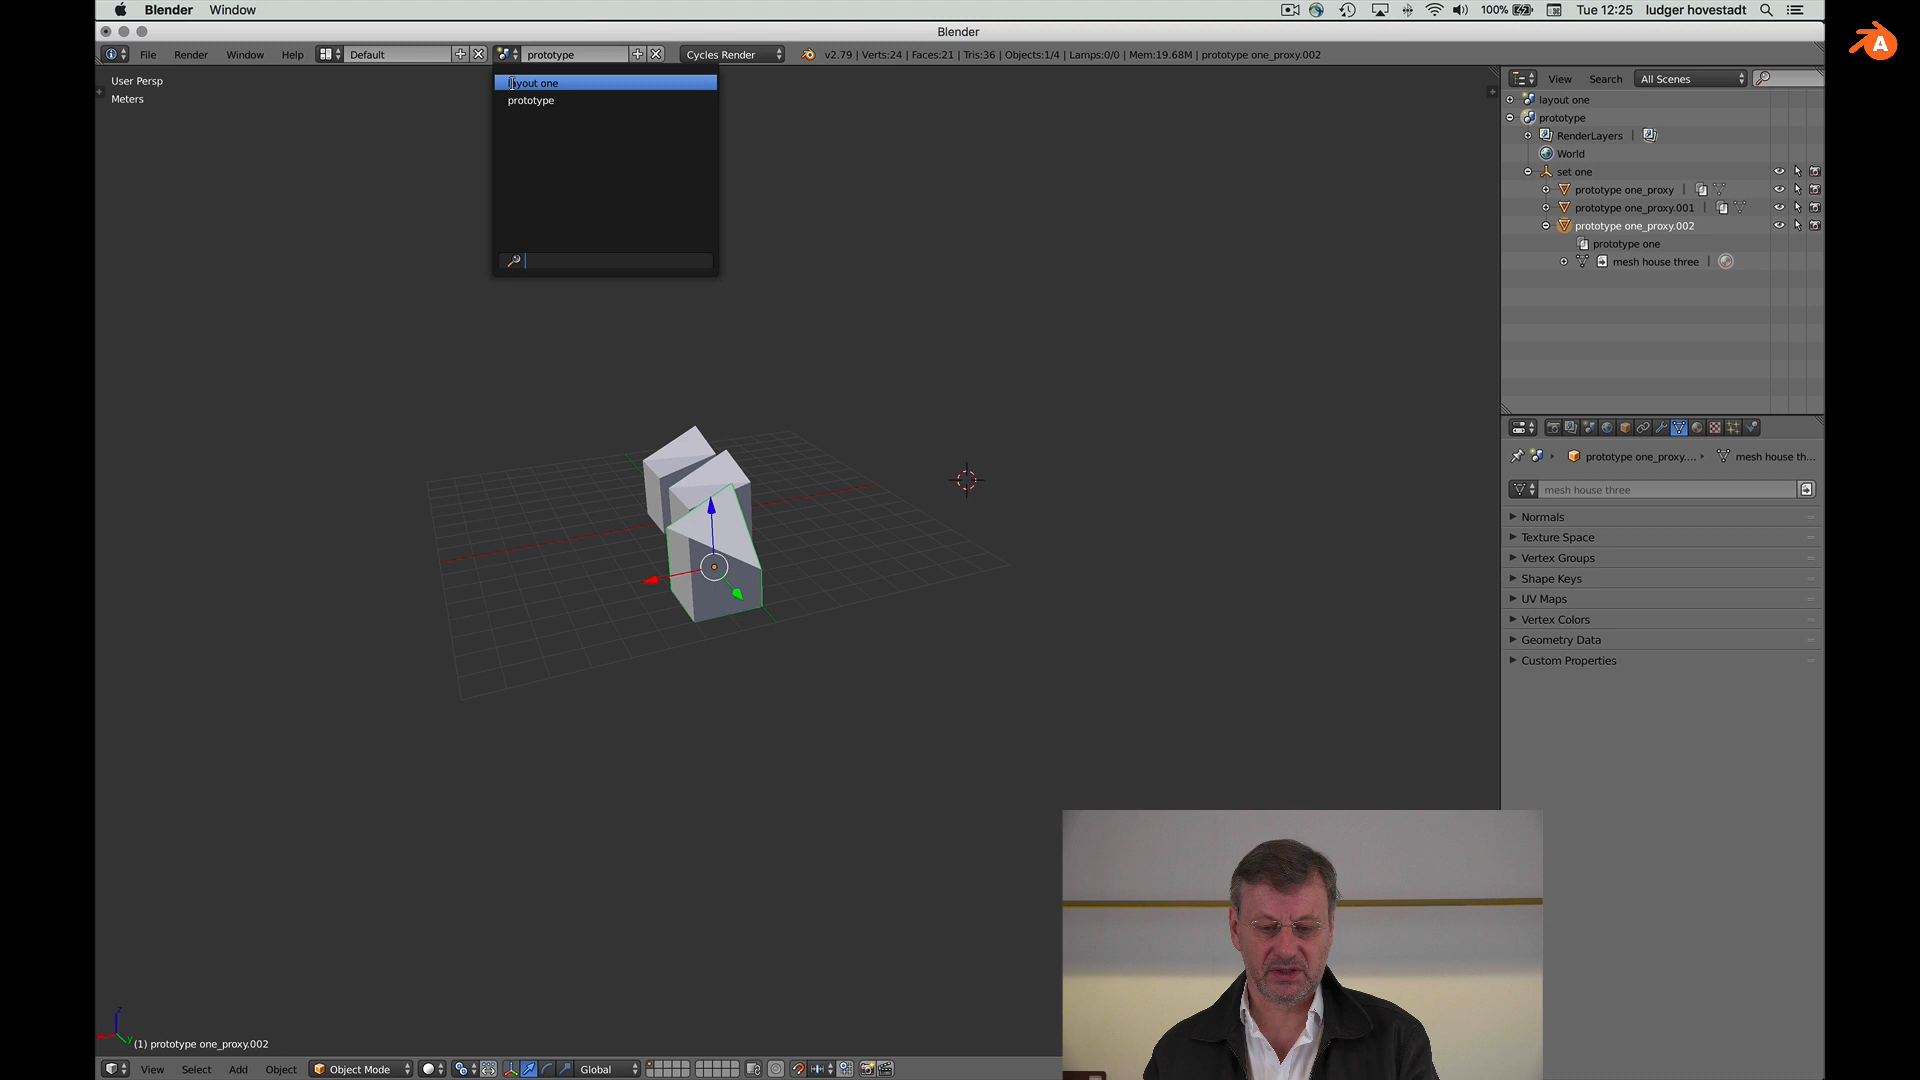 Blender Window 100% Tue 12:25 ludger hovestadt
Blender
File Render Window Help Default prototype Cycles Render v2.79 | Verts:24 | Faces:21 | Tris:36 | Objects:1/4 | Lamps:0/0 | Mem:19.68M | prototype one_proxy.002
User Persp
Meters
layout one
prototype
View Search All Scenes
layout one
prototype
RenderLayers |
World
set one
prototype one_proxy |
prototype one_proxy.001
prototype one_proxy.002
prototype one
mesh house three |
prototype one_proxy.... mesh house th...
mesh house three
Normals
Texture Space
Vertex Groups
Shape Keys
UV Maps
Vertex Colors
Geometry Data
Custom Properties
z
y
(1) prototype one_proxy.002
View Select Add Object Object Mode Global
A